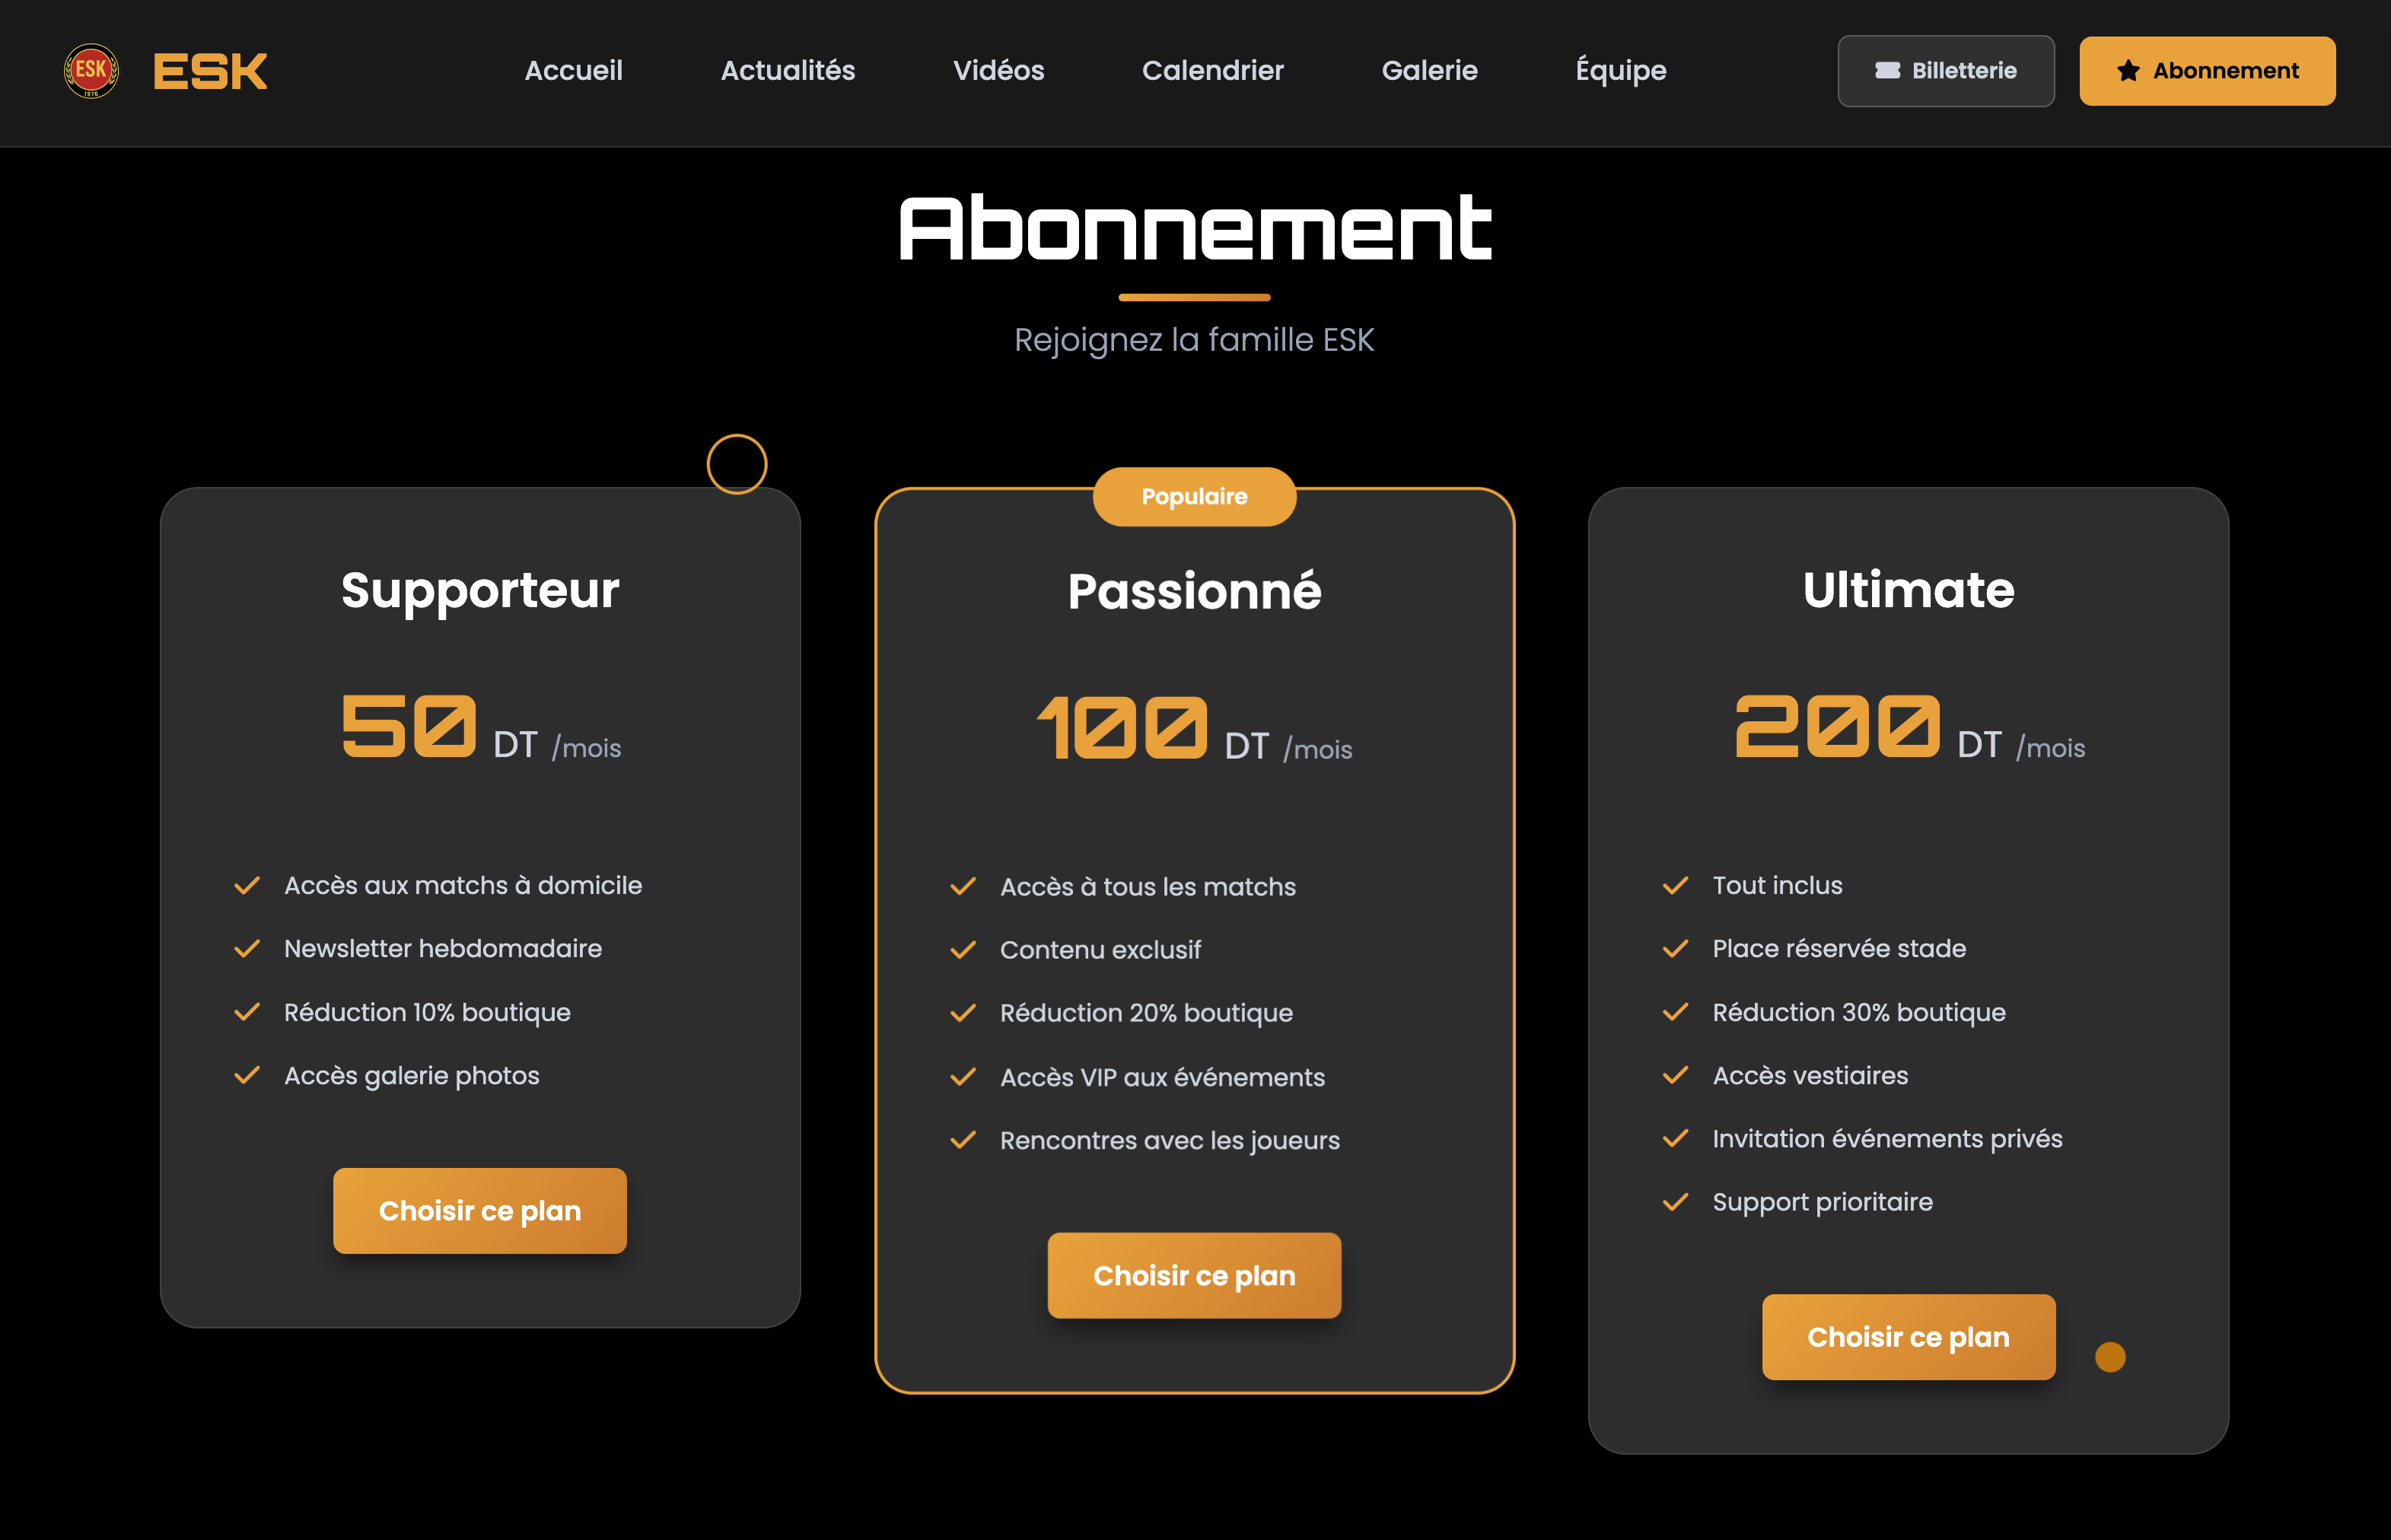 ESK
1976
ESK
Accueil
Actualités
Vidéos
Calendrier
Galerie
Équipe
Billetterie
Abonnement
Abonnement
Rejoignez la famille ESK
Supporteur
50 DT /mois
Accès aux matchs à domicile
Newsletter hebdomadaire
Réduction 10% boutique
Accès galerie photos
Choisir ce plan
Populaire
Passionné
100 DT /mois
Accès à tous les matchs
Contenu exclusif
Réduction 20% boutique
Accès VIP aux événements
Rencontres avec les joueurs
Choisir ce plan
Ultimate
200 DT /mois
Tout inclus
Place réservée stade
Réduction 30% boutique
Accès vestiaires
Invitation événements privés
Support prioritaire
Choisir ce plan